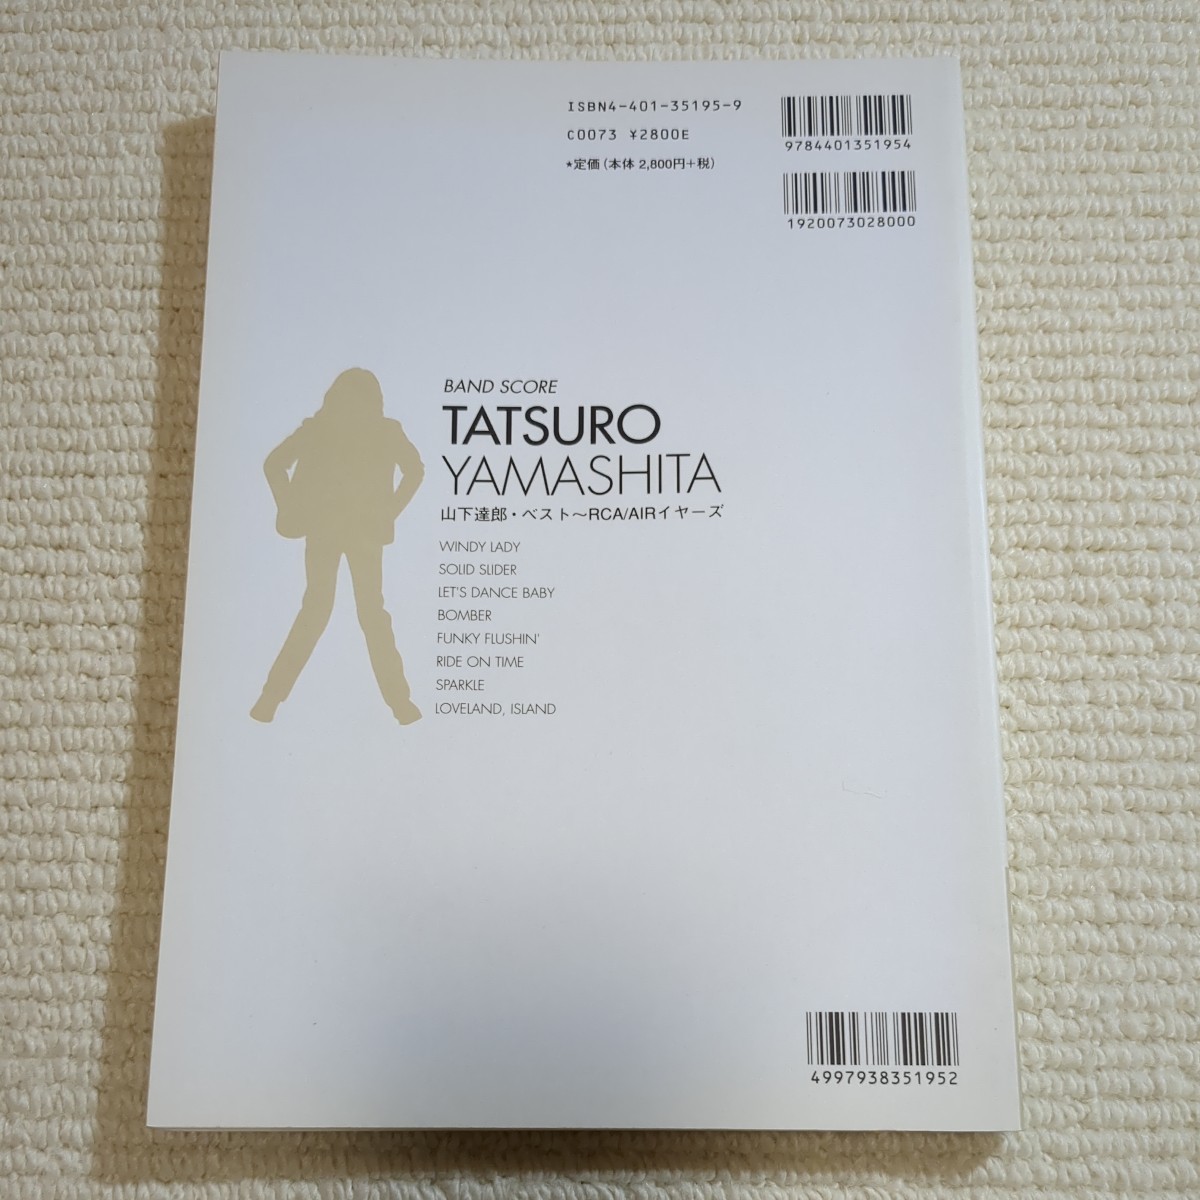 ISBN4-401-35195-9
C0073 ¥2800E
*定価(本体 2,800円+税)
9784401351954
1920073028000
BAND SCORE
TATSURO
YAMASHITA
山下達郎・ベスト〜RCA/AIRイヤーズ
WINDY LADY
SOLID SLIDER
LET'S DANCE BABY
BOMBER
FUNKY FLUSHIN'
RIDE ON TIME
SPARKLE
LOVELAND, ISLAND
4997938351952